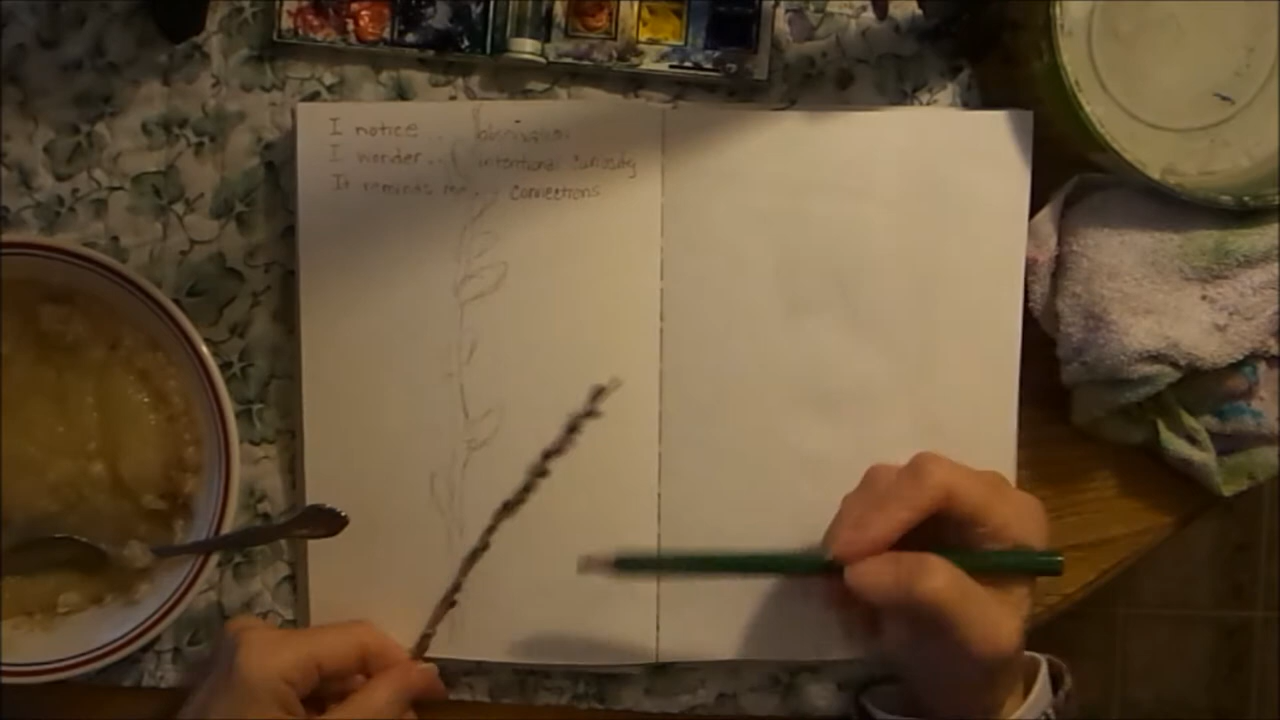 I notice... observation
I wonder... intentional curiosity
It reminds me... connections